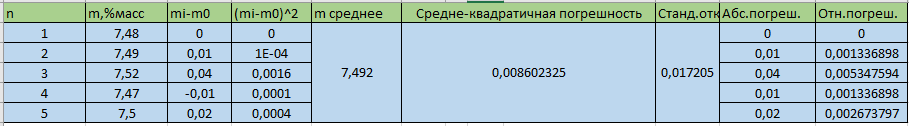 n m,%масс mi-m0 (mi-m0)^2 m среднее Средне-квадратичная погрешность Станд.отк Абс.погреш. Отн.погреш.
1 7,48 0 0 0 0
2 7,49 0,01 1E-04 0,01 0,001336898
3 7,52 0,04 0,0016 7,492 0,008602325 0,017205 0,04 0,005347594
4 7,47 -0,01 0,0001 0,01 0,001336898
5 7,5 0,02 0,0004 0,02 0,002673797